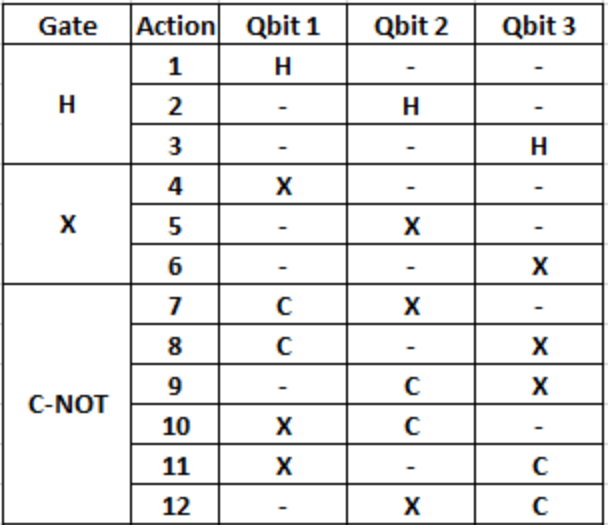 Gate Action Qbit 1 Qbit 2 Qbit 3
H 1 H - -
2 - H -
3 - - H
X 4 X - -
5 - X -
6 - - X
C-NOT 7 C X -
8 C - X
9 - C X
10 X C -
11 X - C
12 - X C